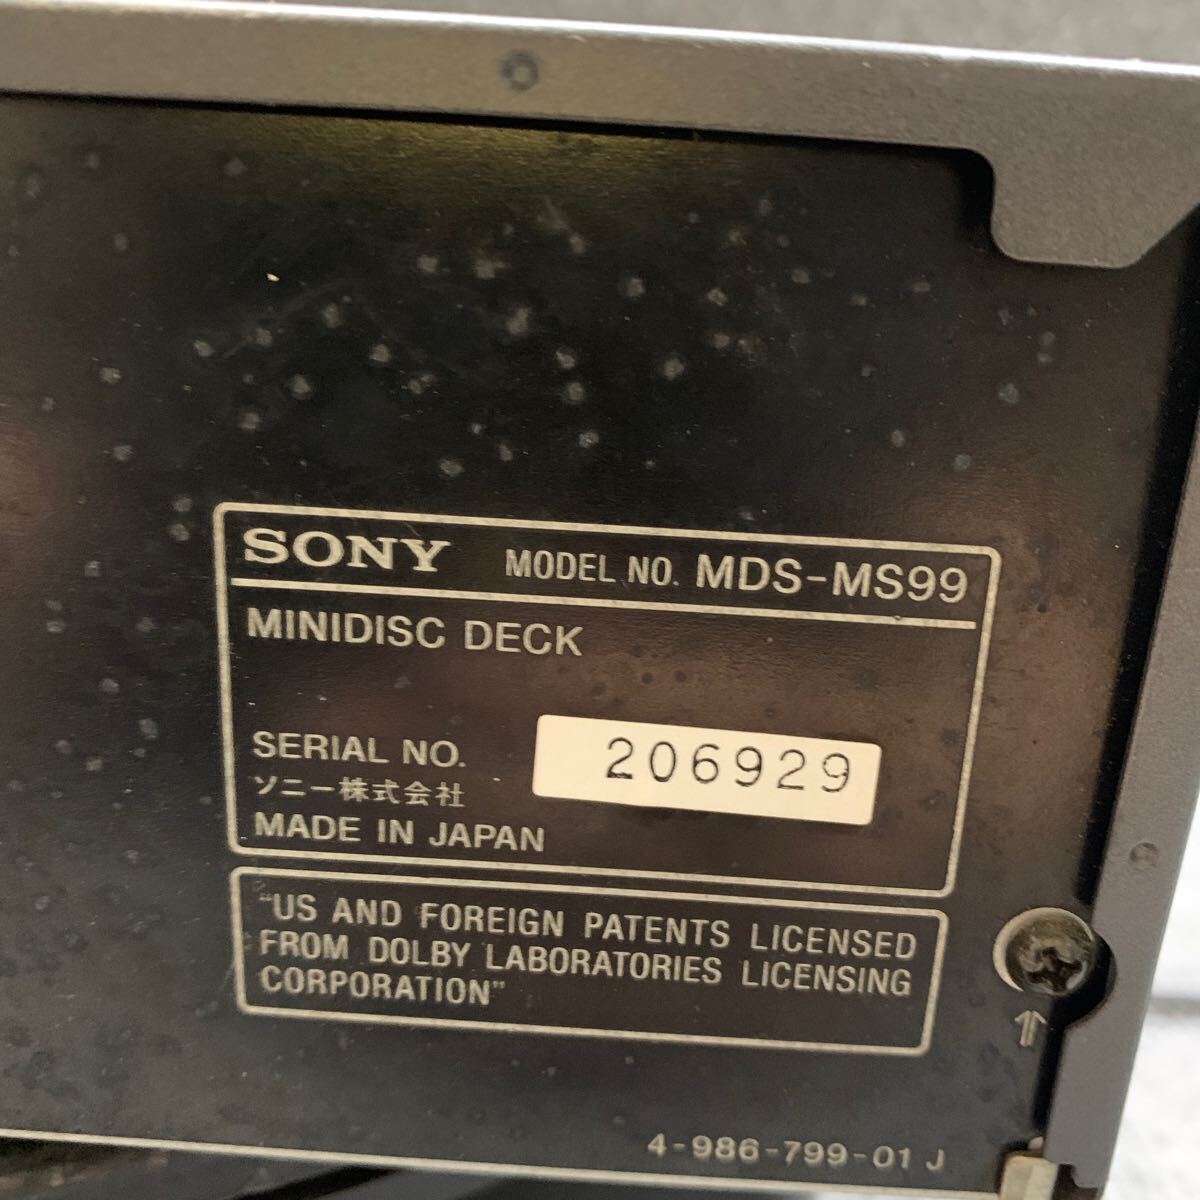 SONY MODEL NO. MDS-MS99
MINIDISC DECK
SERIAL NO. 206929
ソニー株式会社
MADE IN JAPAN
"US AND FOREIGN PATENTS LICENSED
FROM DOLBY LABORATORIES LICENSING
CORPORATION"
4-986-799-01 J